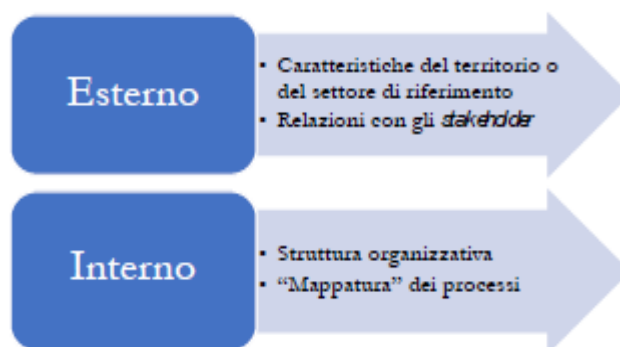 Esterno
• Caratteristiche del territorio o
del settore di riferimento
• Relazioni con gli stakeholder
Interno
• Struttura organizzativa
• “Mappatura” dei processi